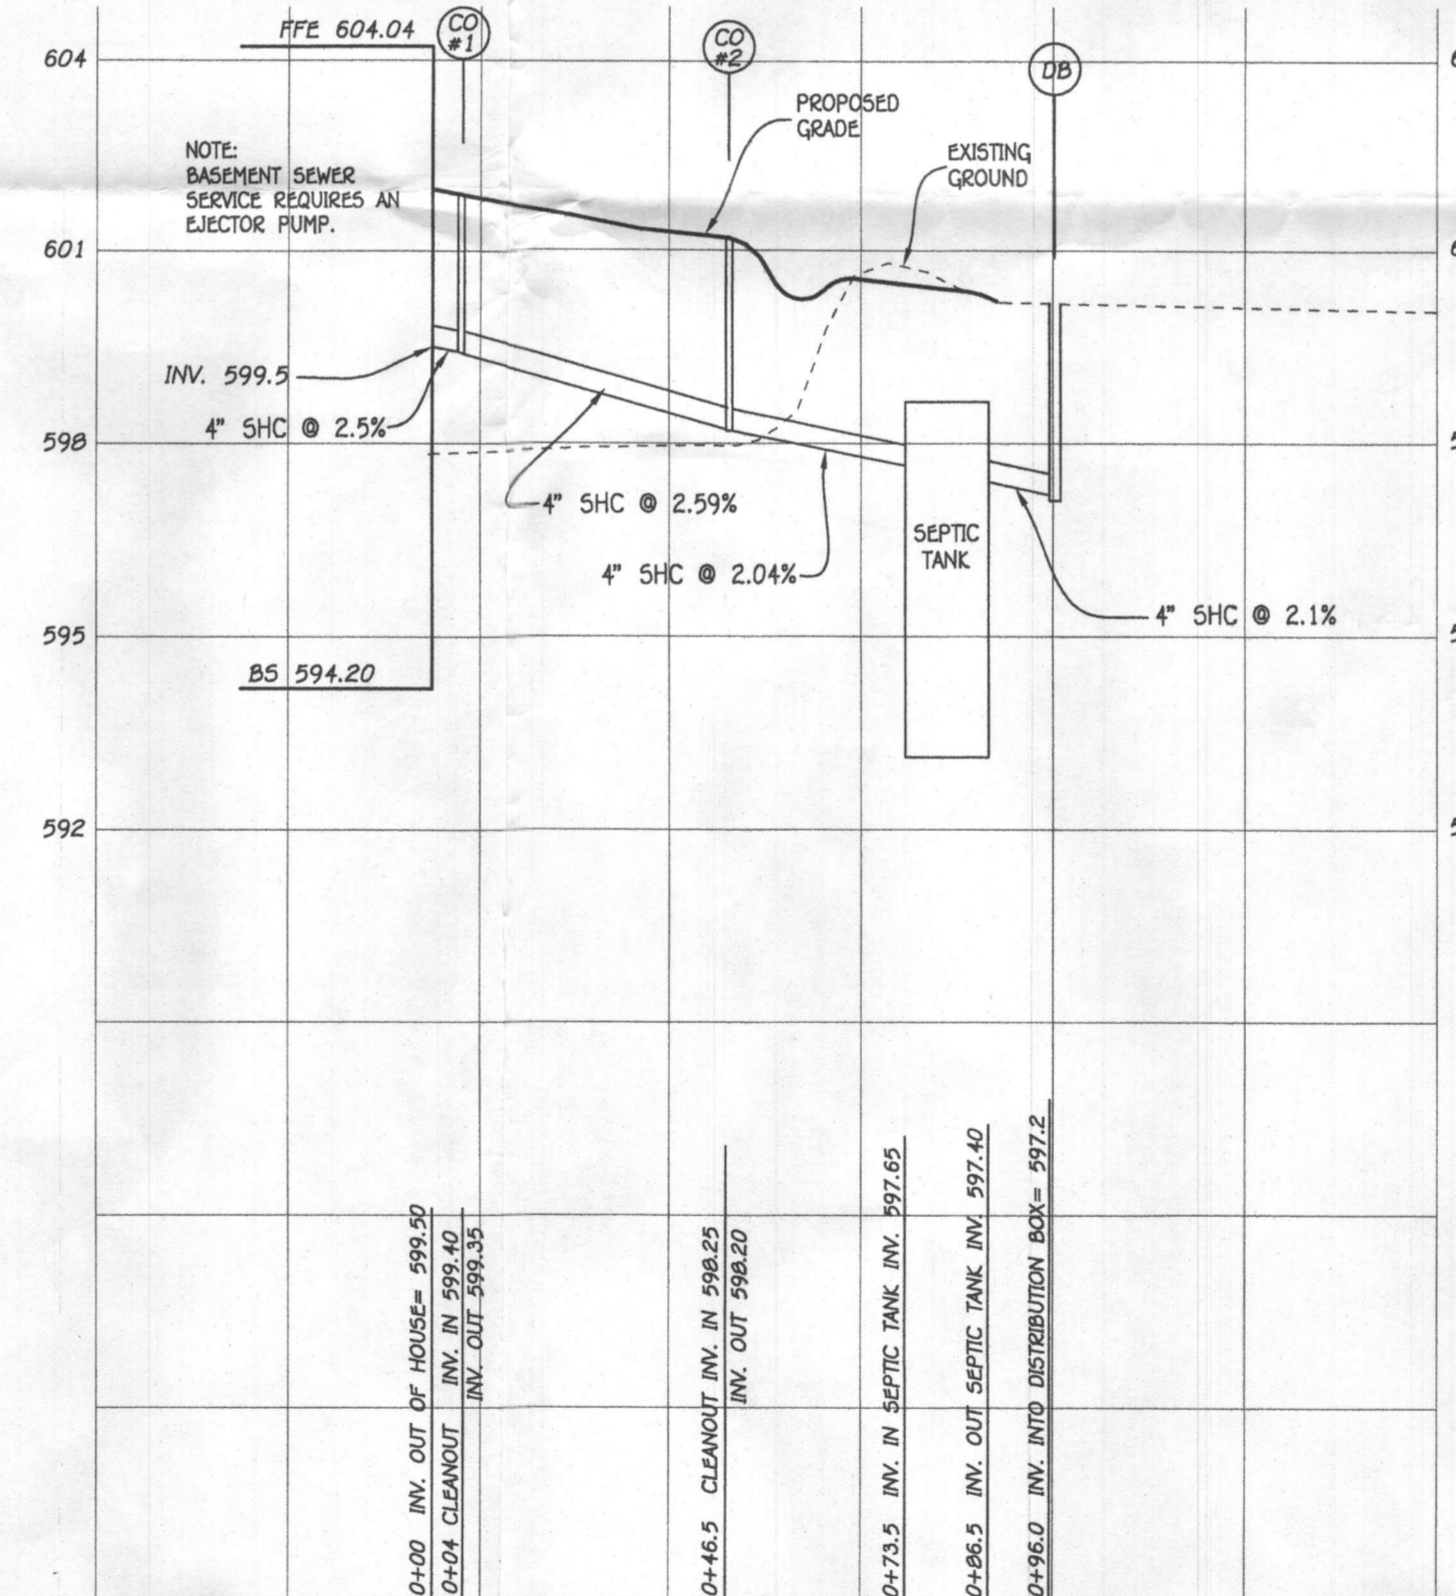 FFE 604.04
CO
#1
CO
#2
DB
604
PROPOSED
GRADE
NOTE:
BASEMENT SEWER
SERVICE REQUIRES AN
EJECTOR PUMP.
EXISTING
GROUND
601
INV. 599.5
4" SHC @ 2.5%
598
4" SHC @ 2.59%
SEPTIC
TANK
4" SHC @ 2.04%
4" SHC @ 2.1%
595
BS 594.20
592
0+00 INV. OUT OF HOUSE= 599.50
0+04 CLEANOUT INV. IN 599.40
INV. OUT 599.35
0+46.5 CLEANOUT INV. IN 598.25
INV. OUT 598.20
0+73.5 INV. IN SEPTIC TANK INV. 597.65
0+86.5 INV. OUT SEPTIC TANK INV. 597.40
0+96.0 INV. INTO DISTRIBUTION BOX= 597.2